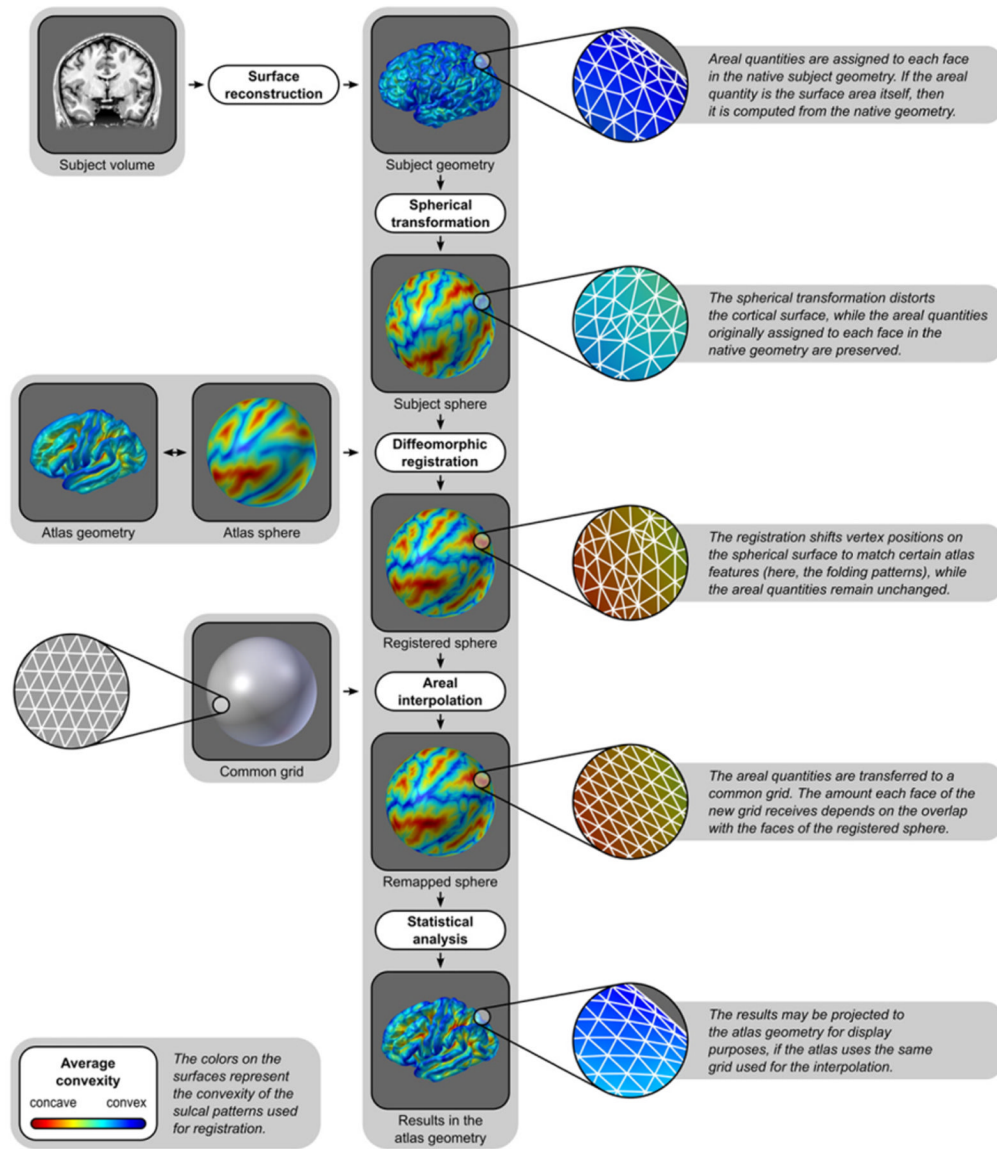 Surface
reconstruction
Subject volume
Subject geometry
Areal quantities are assigned to each face
in the native subject geometry. If the areal
quantity is the surface area itself, then
it is computed from the native geometry.
Spherical
transformation
Subject sphere
The spherical transformation distorts
the cortical surface, while the areal quantities
originally assigned to each face in the
native geometry are preserved.
Atlas geometry
Atlas sphere
Diffeomorphic
registration
Registered sphere
The registration shifts vertex positions on
the spherical surface to match certain atlas
features (here, the folding patterns), while
the areal quantities remain unchanged.
Common grid
Areal
interpolation
Remapped sphere
The areal quantities are transferred to a
common grid. The amount each face of the
new grid receives depends on the overlap
with the faces of the registered sphere.
Statistical
analysis
Results in the
atlas geometry
The results may be projected to
the atlas geometry for display
purposes, if the atlas uses the same
grid used for the interpolation.
Average
convexity
concave convex
The colors on the
surfaces represent
the convexity of the
sulcal patterns used
for registration.